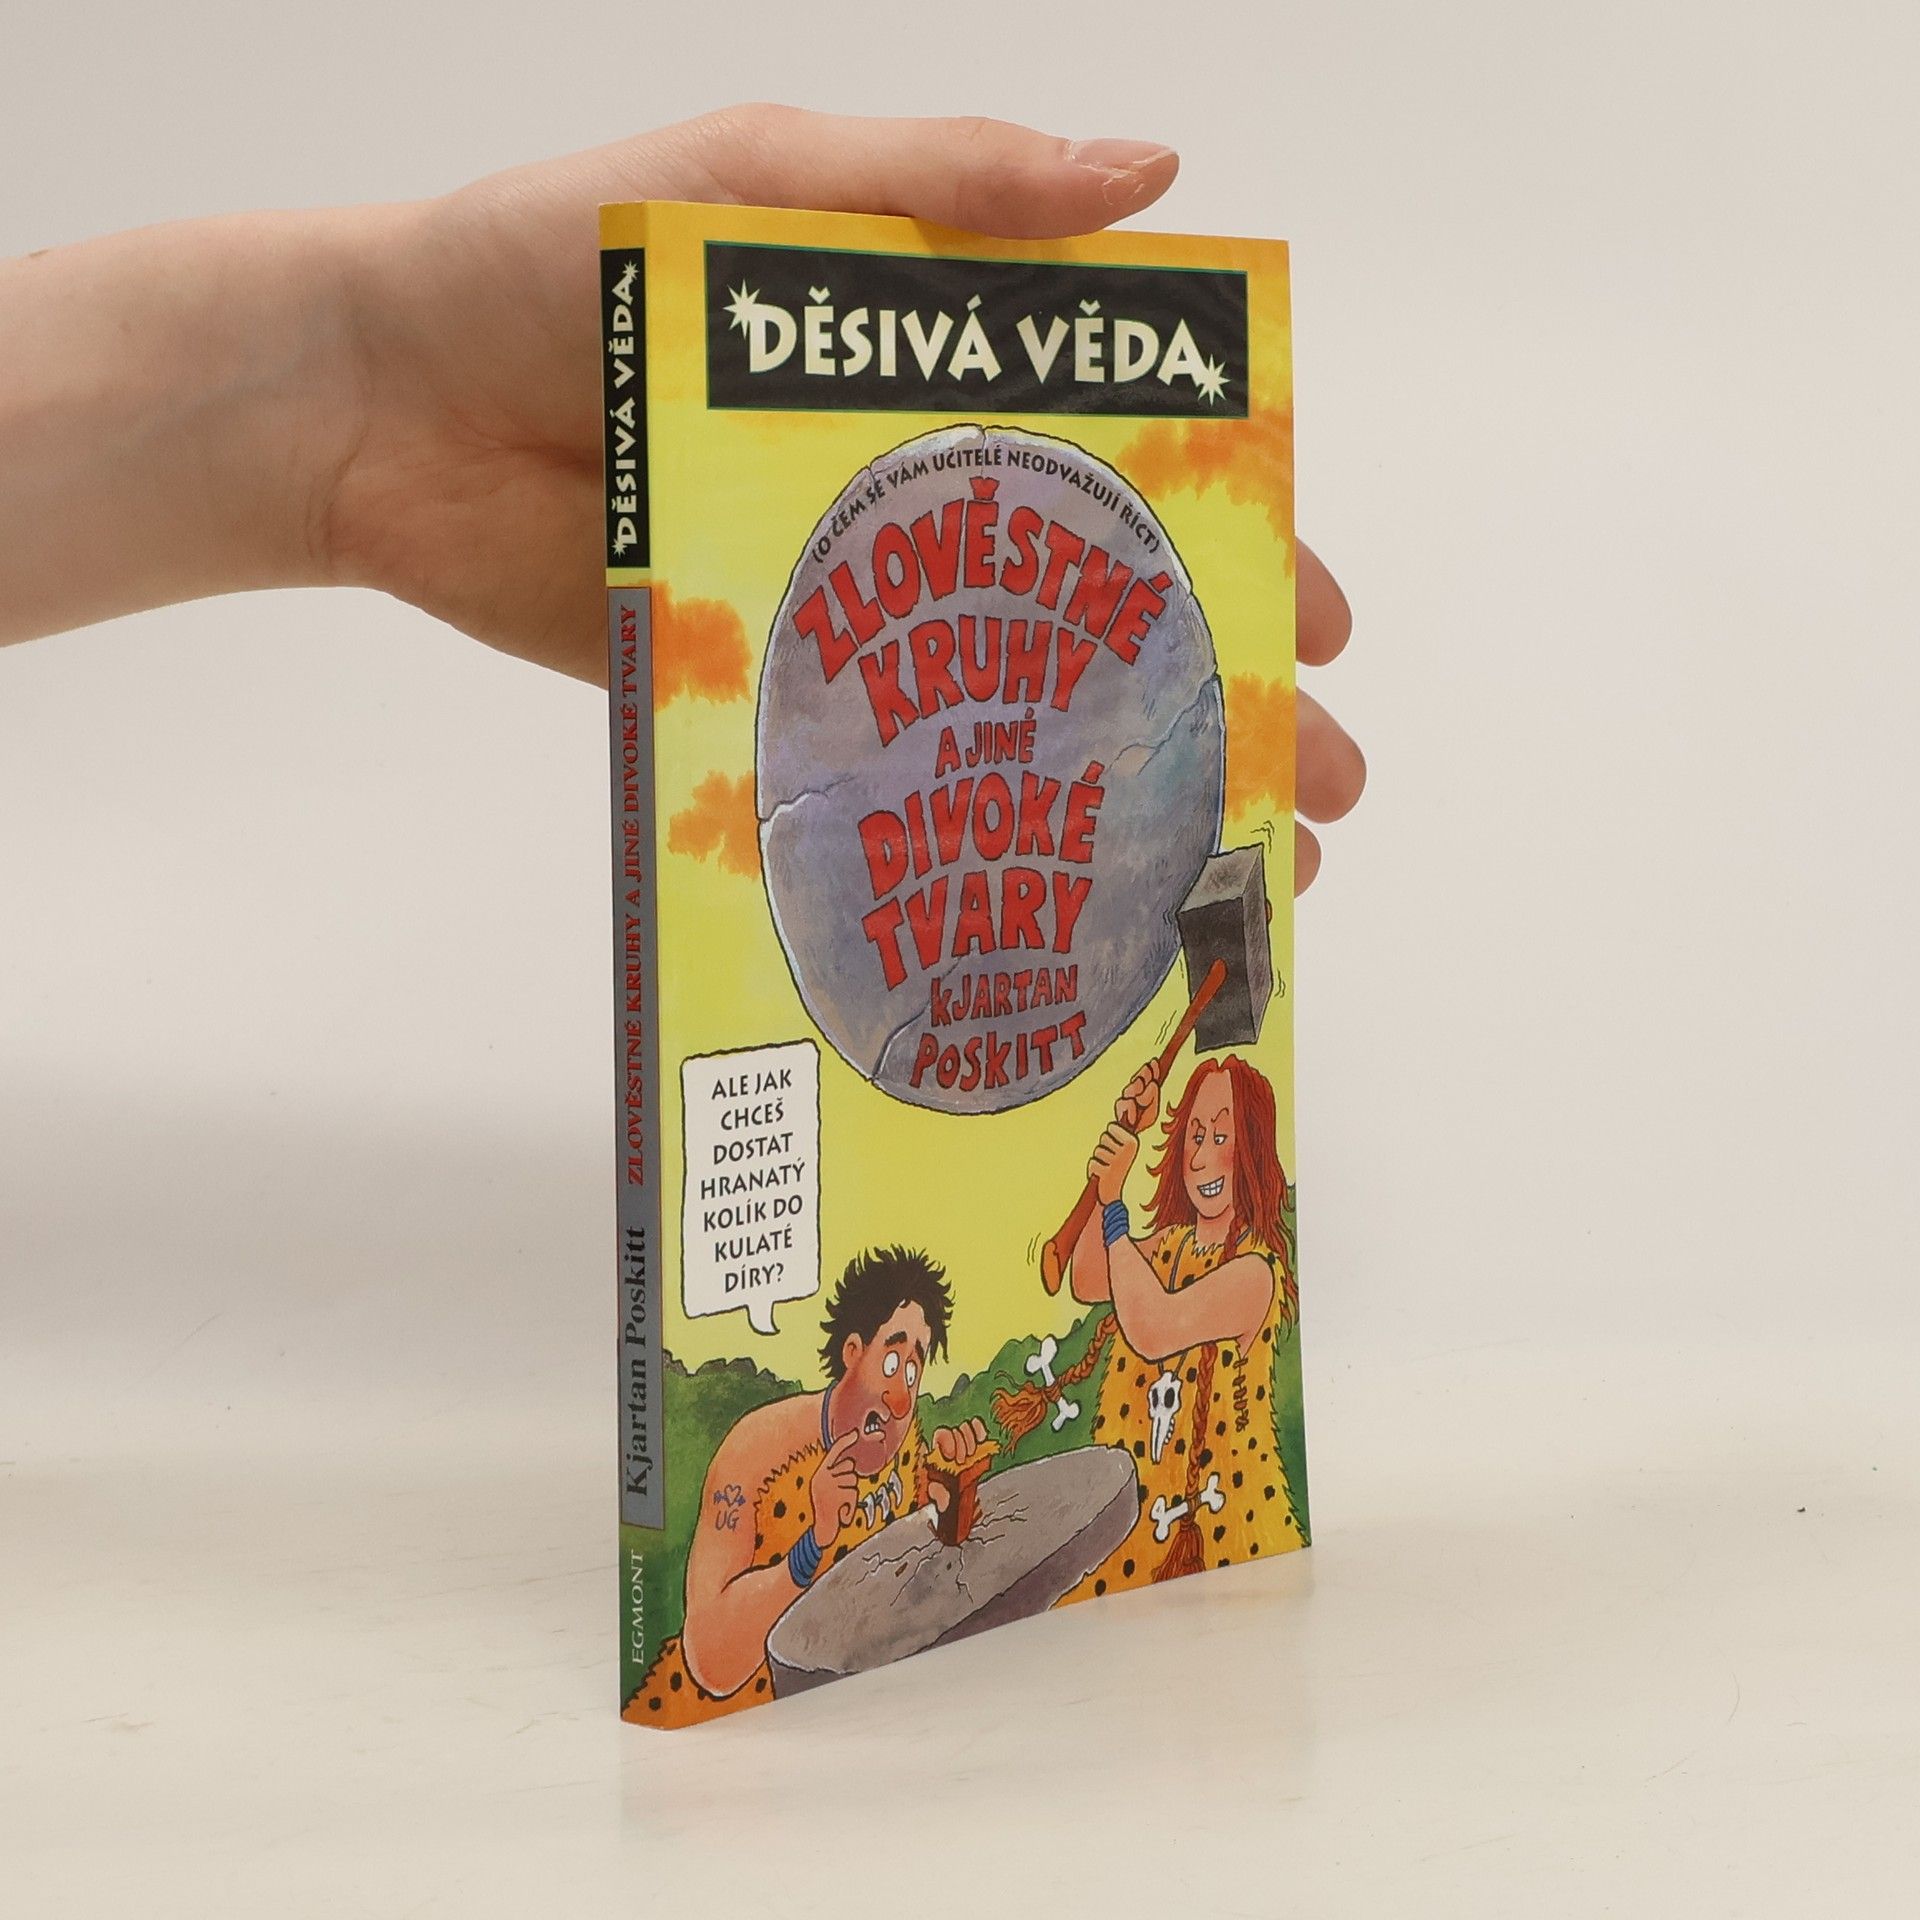 DĚSIVÁ VĚDA
(O ČEM SE VÁM UČITELÉ NEODVAŽUJÍ ŘÍCT)
ZLOVĚSTNÉ
KRUHY
A JINÉ
DIVOKÉ
TVARY
KJARTAN
POSKITT
ALE JAK
CHCEŠ
DOSTAT
HRANATÝ
KOLÍK DO
KULATÉ
DÍRY?
UG
DĚSIVÁ VĚDA
Kjartan Poskitt ZLOVĚSTNÉ KRUHY A JINÉ DIVOKÉ TVARY
EGMONT